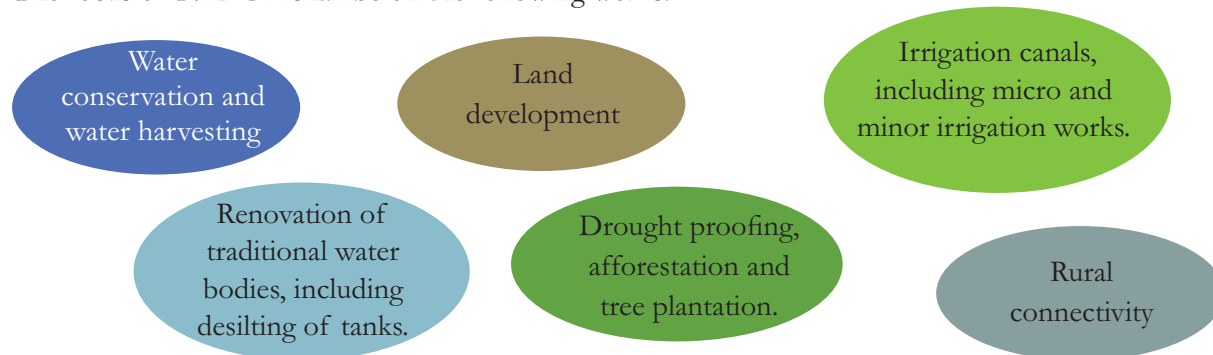 Water
conservation and
water harvesting
Land
development
Irrigation canals,
including micro and
minor irrigation works.
Renovation of
traditional water
bodies, including
desilting of tanks.
Drought proofing,
afforestation and
tree plantation.
Rural
connectivity